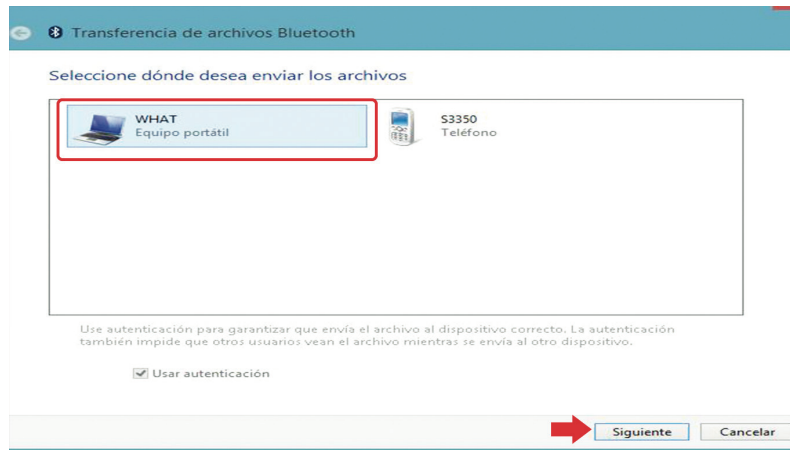 Transferencia de archivos Bluetooth
Seleccione dónde desea enviar los archivos
WHAT
Equipo portátil
S3350
Teléfono
Use autenticación para garantizar que envía el archivo al dispositivo correcto. La autenticación
también impide que otros usuarios vean el archivo mientras se envía al otro dispositivo.
Usar autenticación
Siguiente
Cancelar